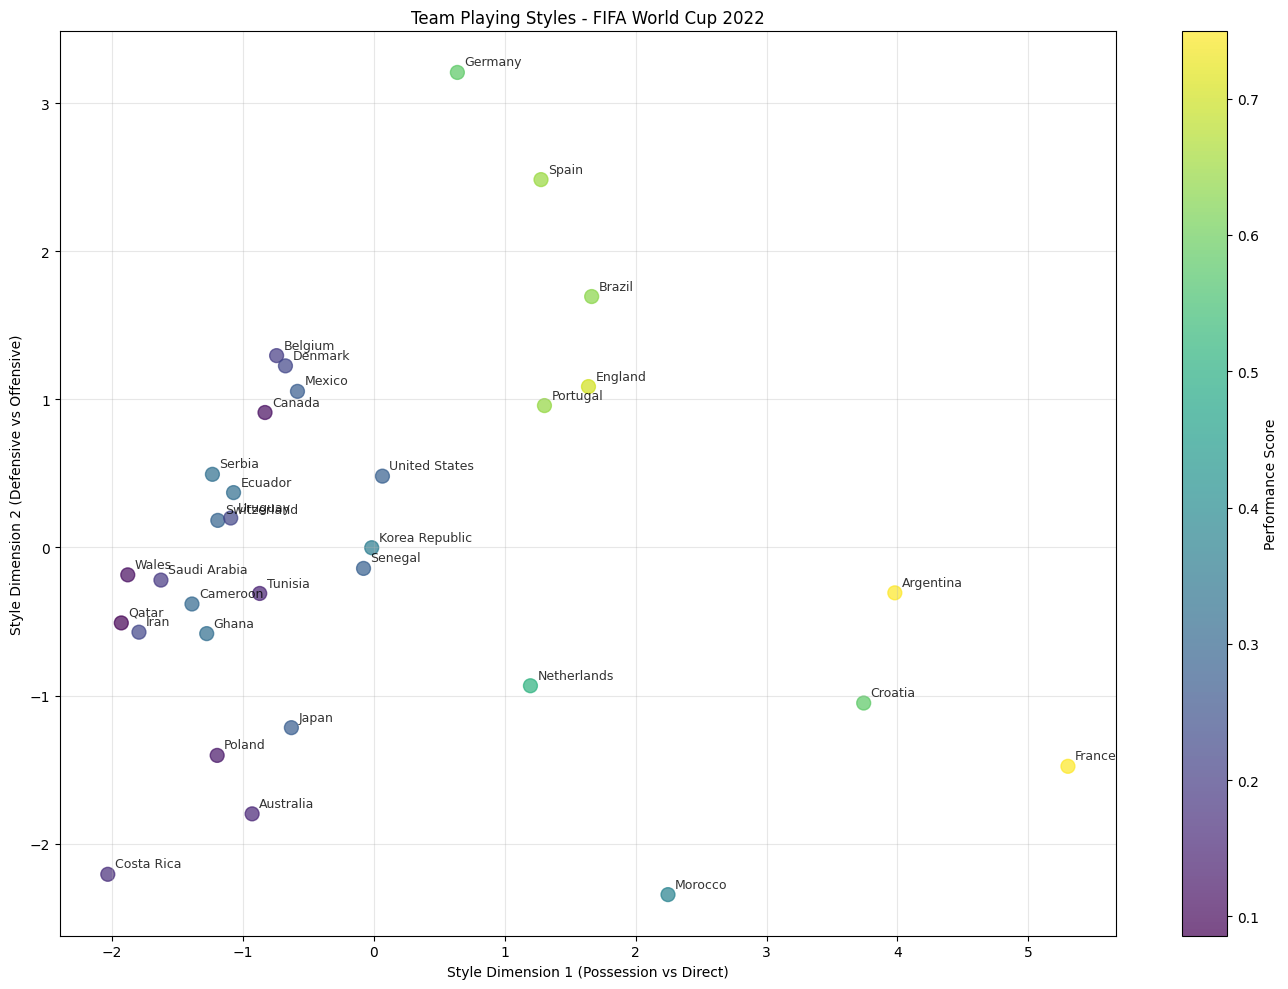 Team Playing Styles - FIFA World Cup 2022
Germany
3
0.7
Spain
0.6
2
Brazil
Belgium
Denmark
Mexico
England
Portugal
Canada
1
0.5
Serbia
United States
Ecuador
Uruguay
Switzerland
Korea Republic
0
Senegal
Wales
Saudi Arabia
Tunisia
Argentina
Cameroon
Qatar
Iran
Ghana
0.4
0.3
Netherlands
Croatia
−1
Japan
Poland
France
0.2
Australia
−2
Costa Rica
Morocco
0.1
−2 −1 0 1 2 3 4 5
Style Dimension 1 (Possession vs Direct)
Style Dimension 2 (Defensive vs Offensive)
Performance Score